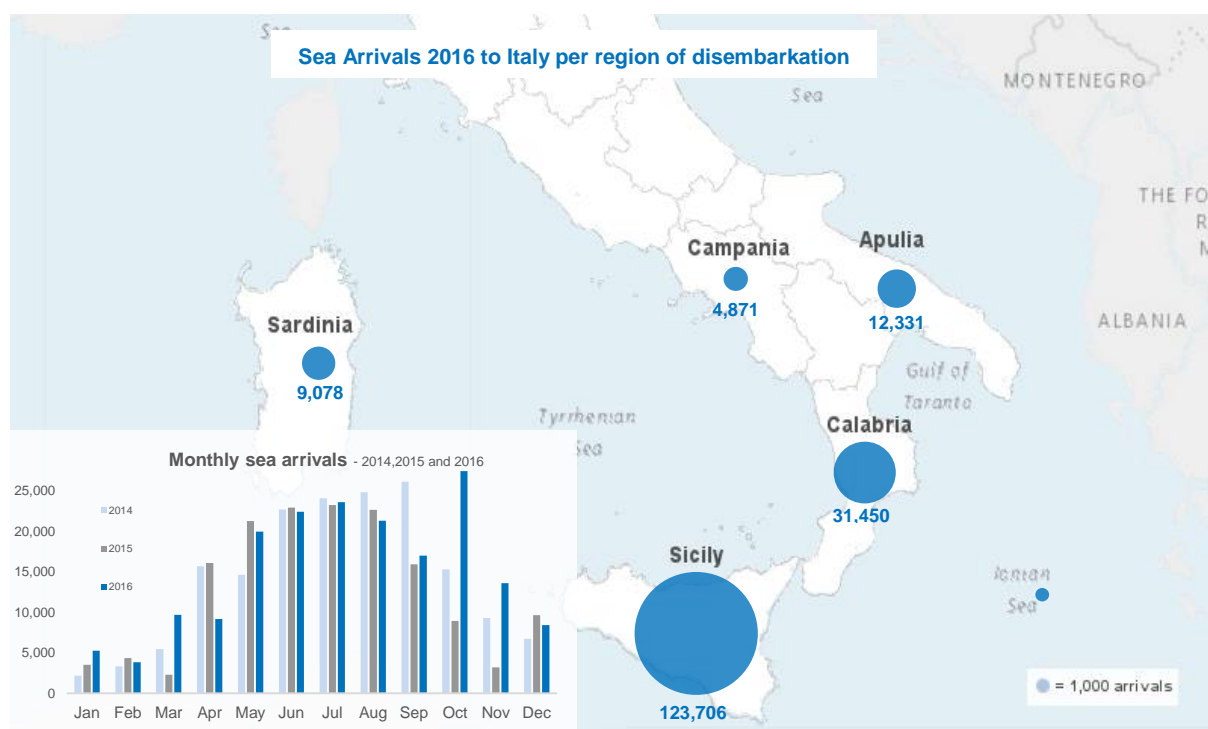 Sea
Sea Arrivals 2016 to Italy per region of disembarkation
MONTENEGRO
Sea
THE FO
R
M
Campania
4,871
Apulia
12,331
ALBANIA
Sardinia
9,078
Gulf of
Taranto
Tyrrhenian
Sea
Calabria
31,450
Monthly sea arrivals - 2014,2015 and 2016
25,000
20,000
15,000
10,000
5,000
0
2014
2015
2016
Jan Feb Mar Apr May Jun Jul Aug Sep Oct Nov Dec
Sicily
123,706
Ionian
Sea
= 1,000 arrivals